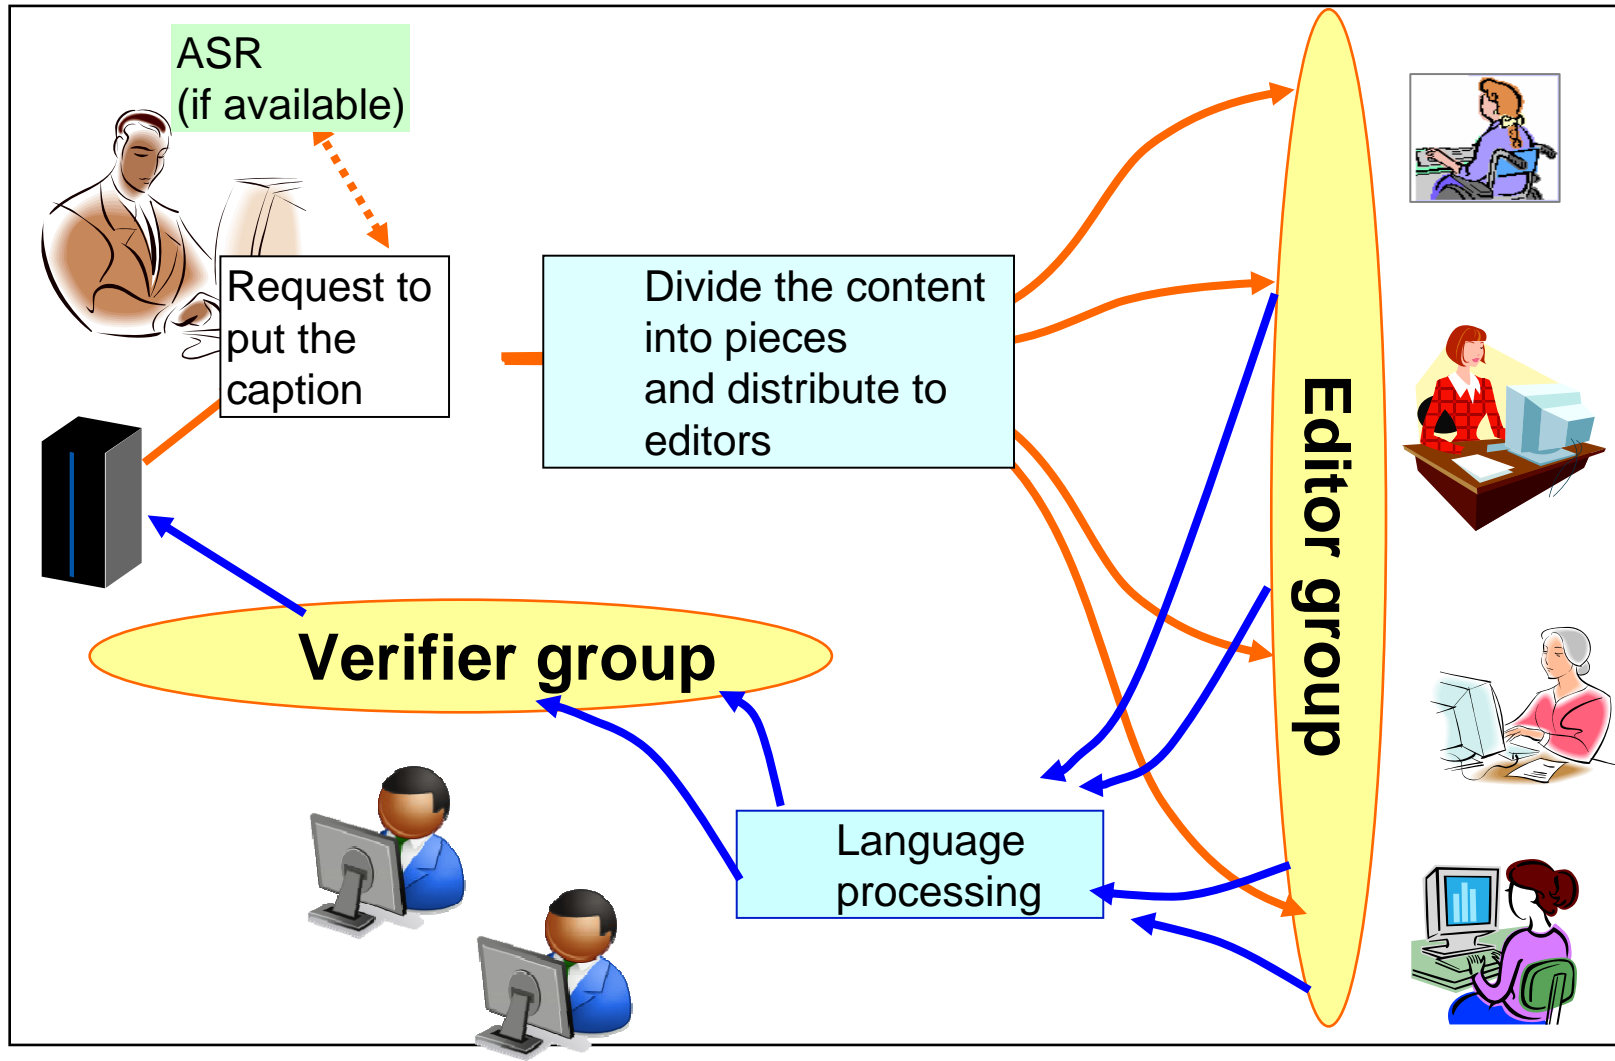 ASR
(if available)
Request to
put the
caption
Divide the content
into pieces
and distribute to
editors
Editor group
Verifier group
Language
processing